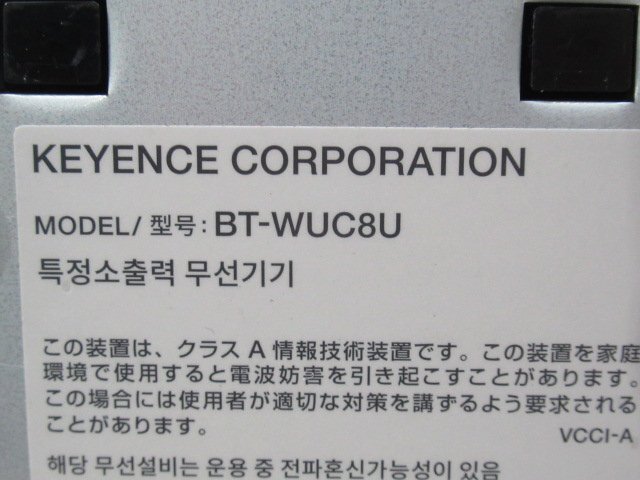 KEYENCE CORPORATION
MODEL/ 型号: BT-WUC8U
특정소출력 무선기기
この装置は、クラス A 情報技術装置です。この装置を家庭
環境で使用すると電波妨害を引き起こすことがあります。
この場合には使用者が適切な対策を講ずるよう要求される
ことがあります。 VCCI-A
해당 무선설비는 운용 중 전파혼신가능성이 있음